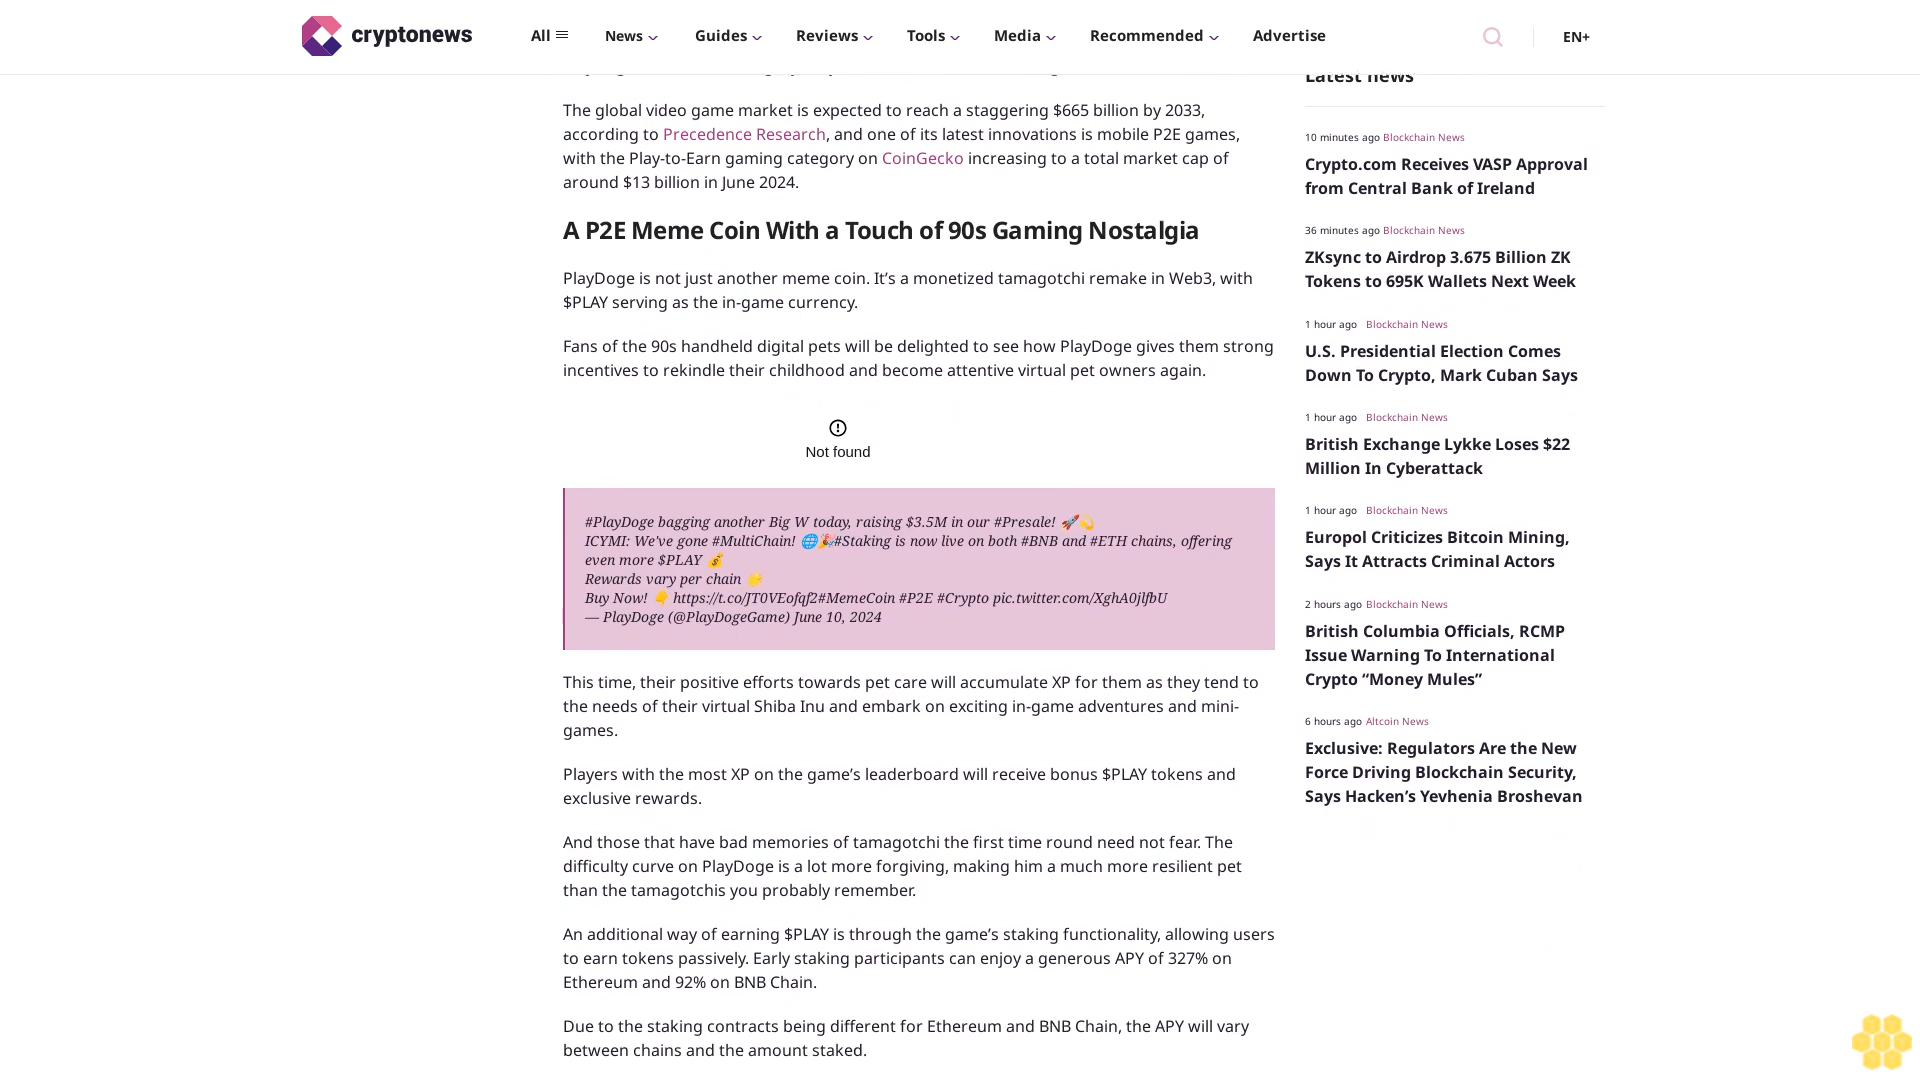 cryptonews
All
News
Guides
Reviews
Tools
Media
Recommended
Advertise
EN+
The global video game market is expected to reach a staggering $665 billion by 2033,
according to Precedence Research, and one of its latest innovations is mobile P2E games,
with the Play-to-Earn gaming category on CoinGecko increasing to a total market cap of
around $13 billion in June 2024.
A P2E Meme Coin With a Touch of 90s Gaming Nostalgia
PlayDoge is not just another meme coin. It’s a monetized tamagotchi remake in Web3, with
$PLAY serving as the in-game currency.
Fans of the 90s handheld digital pets will be delighted to see how PlayDoge gives them strong
incentives to rekindle their childhood and become attentive virtual pet owners again.
Not found
#PlayDoge bagging another Big W today, raising $3.5M in our #Presale! 🚀💫
ICYMI: We've gone #MultiChain! 🌐🎉#Staking is now live on both #BNB and #ETH chains, offering
even more $PLAY 💰
Rewards vary per chain 🌟
Buy Now! 👇 https://t.co/JT0VEofqf2#MemeCoin #P2E #Crypto pic.twitter.com/XghA0jlfbU
— PlayDoge (@PlayDogeGame) June 10, 2024
This time, their positive efforts towards pet care will accumulate XP for them as they tend to
the needs of their virtual Shiba Inu and embark on exciting in-game adventures and mini-
games.
Players with the most XP on the game’s leaderboard will receive bonus $PLAY tokens and
exclusive rewards.
And those that have bad memories of tamagotchi the first time round need not fear. The
difficulty curve on PlayDoge is a lot more forgiving, making him a much more resilient pet
than the tamagotchis you probably remember.
An additional way of earning $PLAY is through the game’s staking functionality, allowing users
to earn tokens passively. Early staking participants can enjoy a generous APY of 327% on
Ethereum and 92% on BNB Chain.
Due to the staking contracts being different for Ethereum and BNB Chain, the APY will vary
between chains and the amount staked.
Latest news
10 minutes ago Blockchain News
Crypto.com Receives VASP Approval
from Central Bank of Ireland
36 minutes ago Blockchain News
ZKsync to Airdrop 3.675 Billion ZK
Tokens to 695K Wallets Next Week
1 hour ago Blockchain News
U.S. Presidential Election Comes
Down To Crypto, Mark Cuban Says
1 hour ago Blockchain News
British Exchange Lykke Loses $22
Million In Cyberattack
1 hour ago Blockchain News
Europol Criticizes Bitcoin Mining,
Says It Attracts Criminal Actors
2 hours ago Blockchain News
British Columbia Officials, RCMP
Issue Warning To International
Crypto “Money Mules”
6 hours ago Altcoin News
Exclusive: Regulators Are the New
Force Driving Blockchain Security,
Says Hacken’s Yevhenia Broshevan